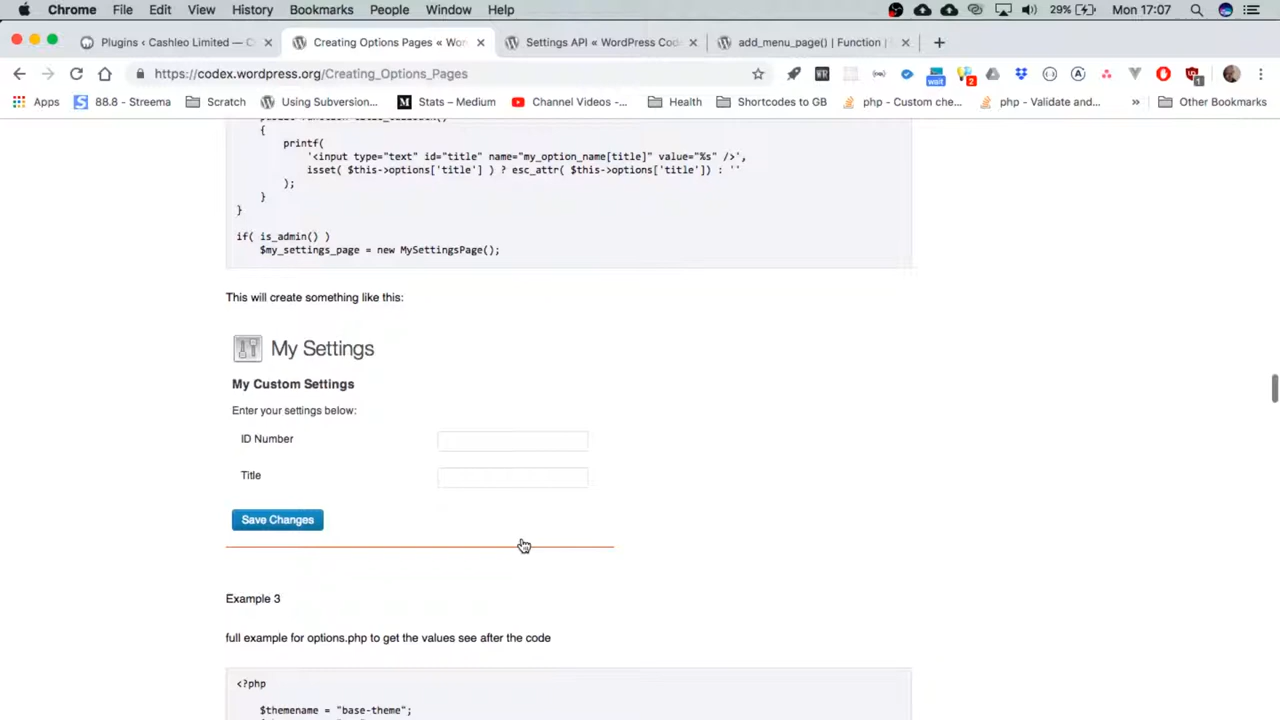 Chrome File Edit View History Bookmarks People Window Help 29% Mon 17:07
Plugins ‹ Cashleo Limited — C Creating Options Pages « Wor Settings API « WordPress Cod add_menu_page() | Function |
https://codex.wordpress.org/Creating_Options_Pages WR wait 2 1
Apps 88.8 - Streema Scratch Using Subversion... Stats – Medium Channel Videos -... Health Shortcodes to GB php - Custom che... php - Validate and... » Other Bookmarks
{
printf(
'<input type="text" id="title" name="my_option_name[title]" value="%s" />',
isset( $this->options['title'] ) ? esc_attr( $this->options['title']) : ''
);
}
}
if( is_admin() )
$my_settings_page = new MySettingsPage();
This will create something like this:
My Settings
My Custom Settings
Enter your settings below:
ID Number
Title
Save Changes
Example 3
full example for options.php to get the values see after the code
<?php
$themename = "base-theme";